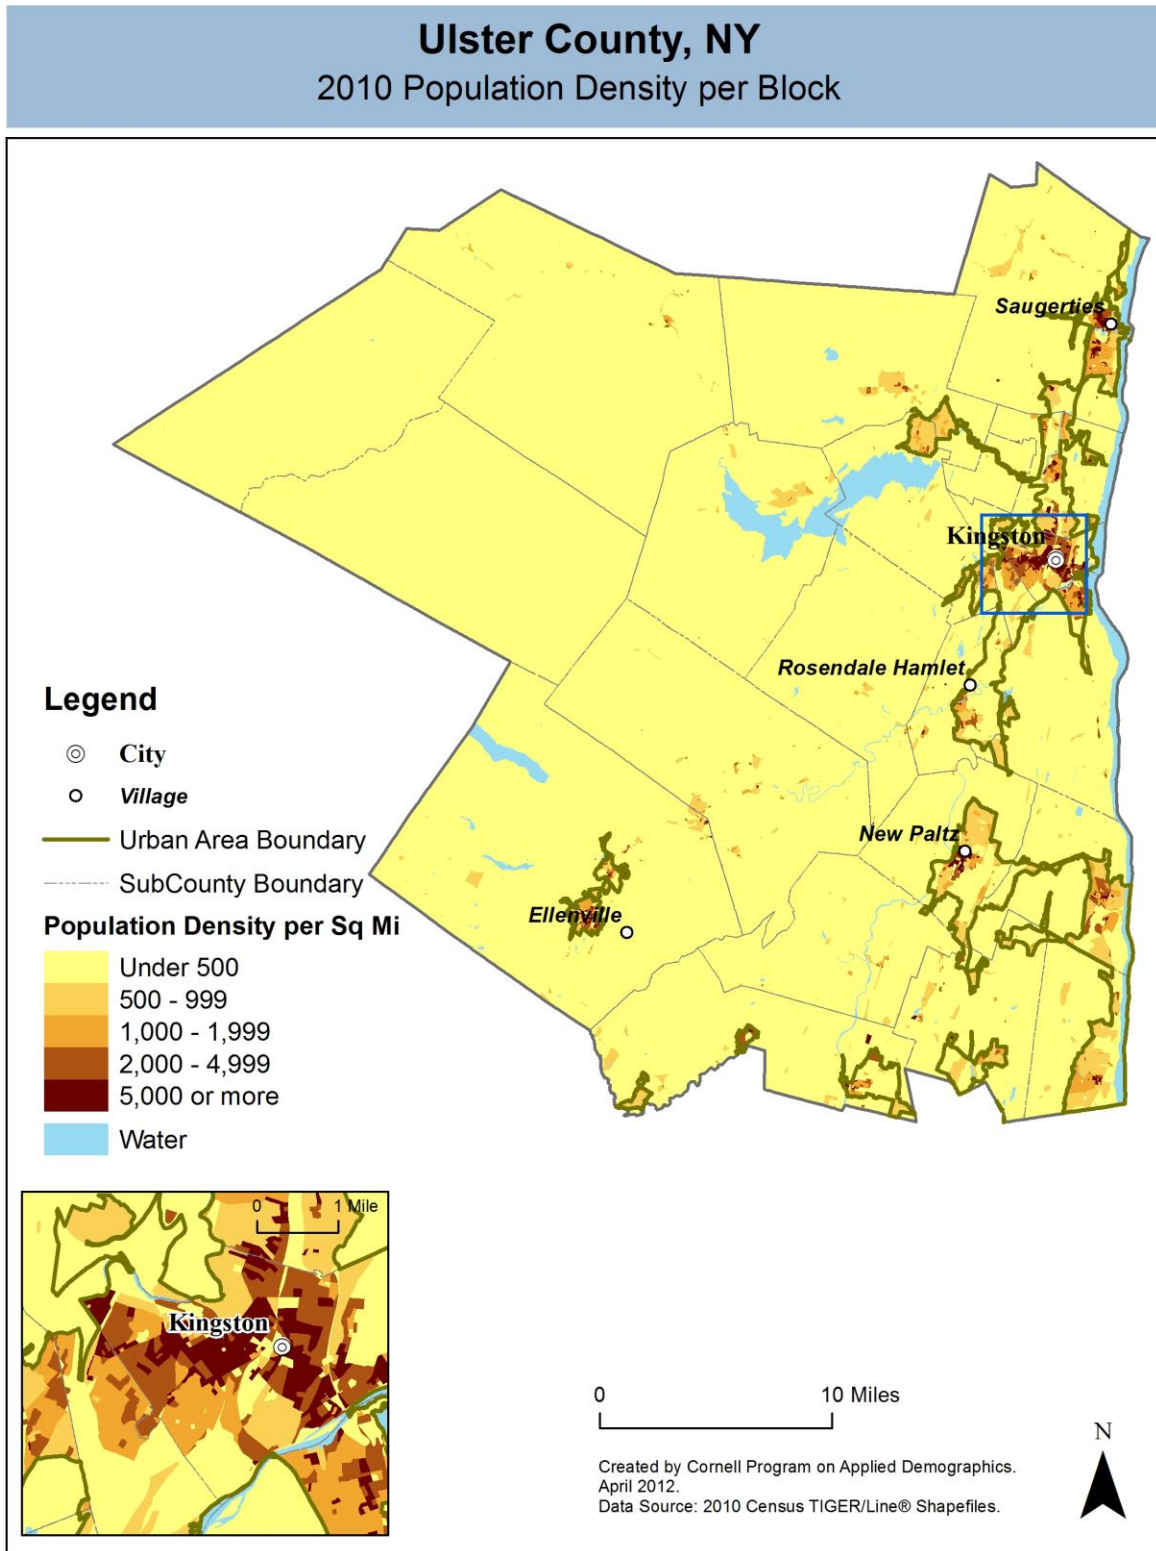 Ulster County, NY
2010 Population Density per Block
Saugerties
Kingston
Rosendale Hamlet
New Paltz
Ellenville
Legend
City
Village
Urban Area Boundary
SubCounty Boundary
Population Density per Sq Mi
Under 500
500 - 999
1,000 - 1,999
2,000 - 4,999
5,000 or more
Water
0 1 Mile
Kingston
0 10 Miles
N
Created by Cornell Program on Applied Demographics.
April 2012.
Data Source: 2010 Census TIGER/Line® Shapefiles.